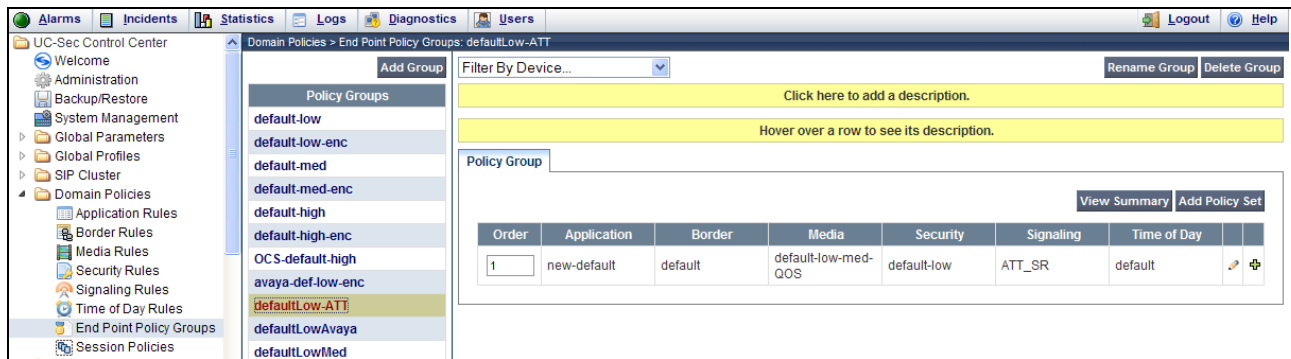 Alarms Incidents Statistics Logs Diagnostics Users Logout Help
UC-Sec Control Center
Welcome
Administration
Backup/Restore
System Management
Global Parameters
Global Profiles
SIP Cluster
Domain Policies
Application Rules
Border Rules
Media Rules
Security Rules
Signaling Rules
Time of Day Rules
End Point Policy Groups
Session Policies
Domain Policies > End Point Policy Groups: defaultLow-ATT
Add Group
Policy Groups
default-low
default-low-enc
default-med
default-med-enc
default-high
default-high-enc
OCS-default-high
avaya-def-low-enc
defaultLow-ATT
defaultLowAvaya
defaultLowMed
Filter By Device... Rename Group Delete Group
Click here to add a description.
Hover over a row to see its description.
Policy Group
View Summary Add Policy Set
Order Application Border Media Security Signaling Time of Day
1 new-default default default-low-med- default-low ATT_SR default
QOS